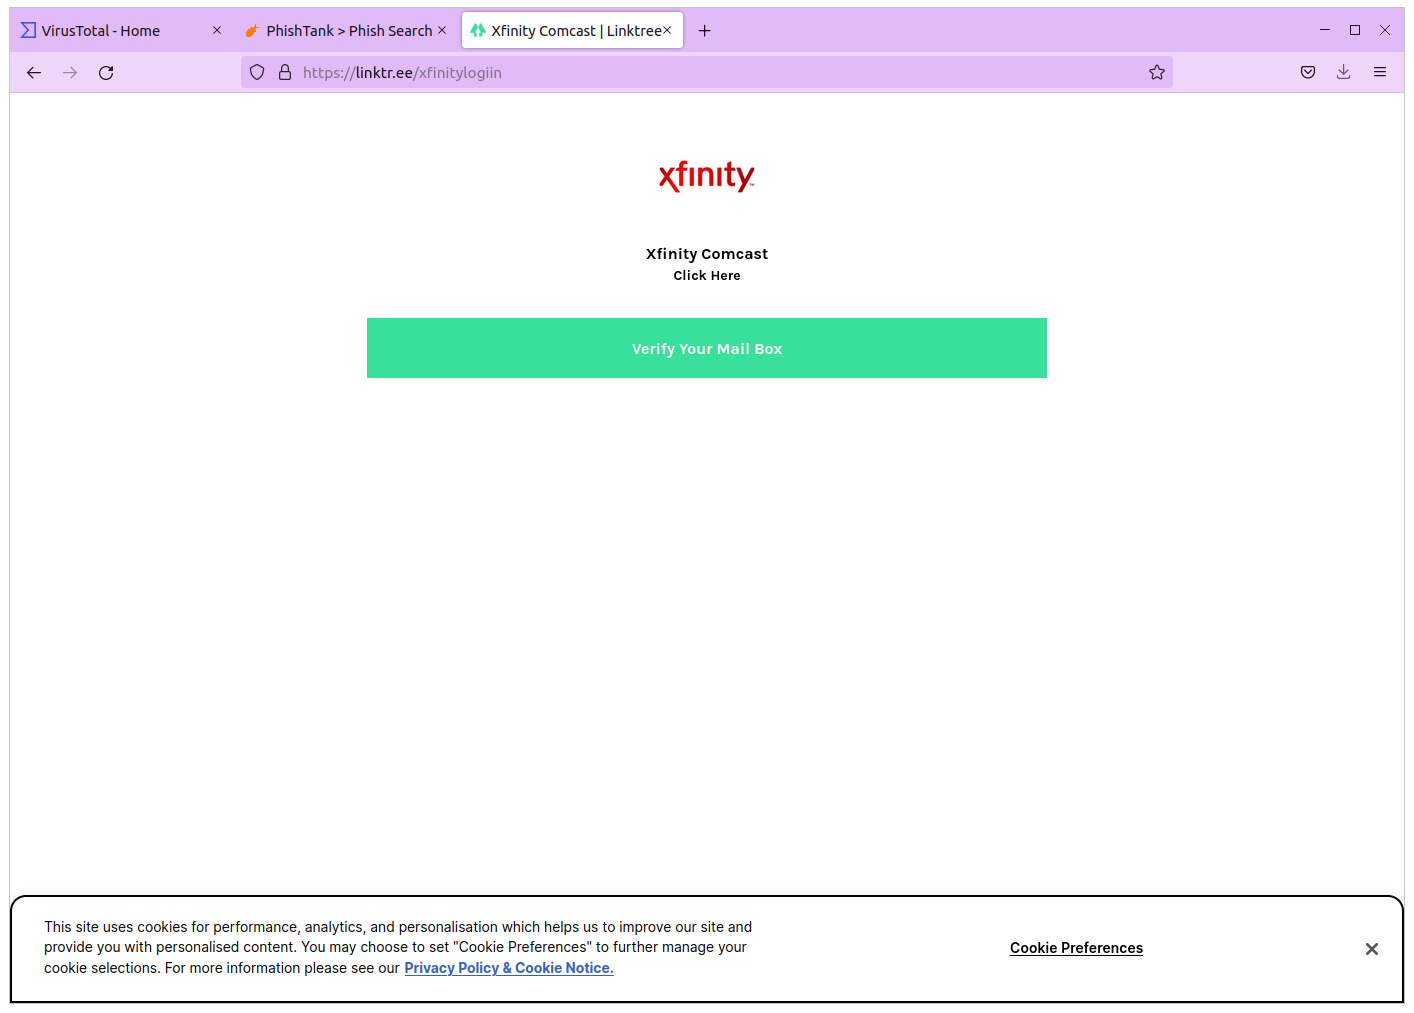 VirusTotal - Home
PhishTank > Phish Search
Xfinity Comcast | Linktree
https://linktr.ee/xfinitylogiin
xfinity™
Xfinity Comcast
Click Here
Verify Your Mail Box
This site uses cookies for performance, analytics, and personalisation which helps us to improve our site and
provide you with personalised content. You may choose to set "Cookie Preferences" to further manage your
cookie selections. For more information please see our Privacy Policy & Cookie Notice.
Cookie Preferences